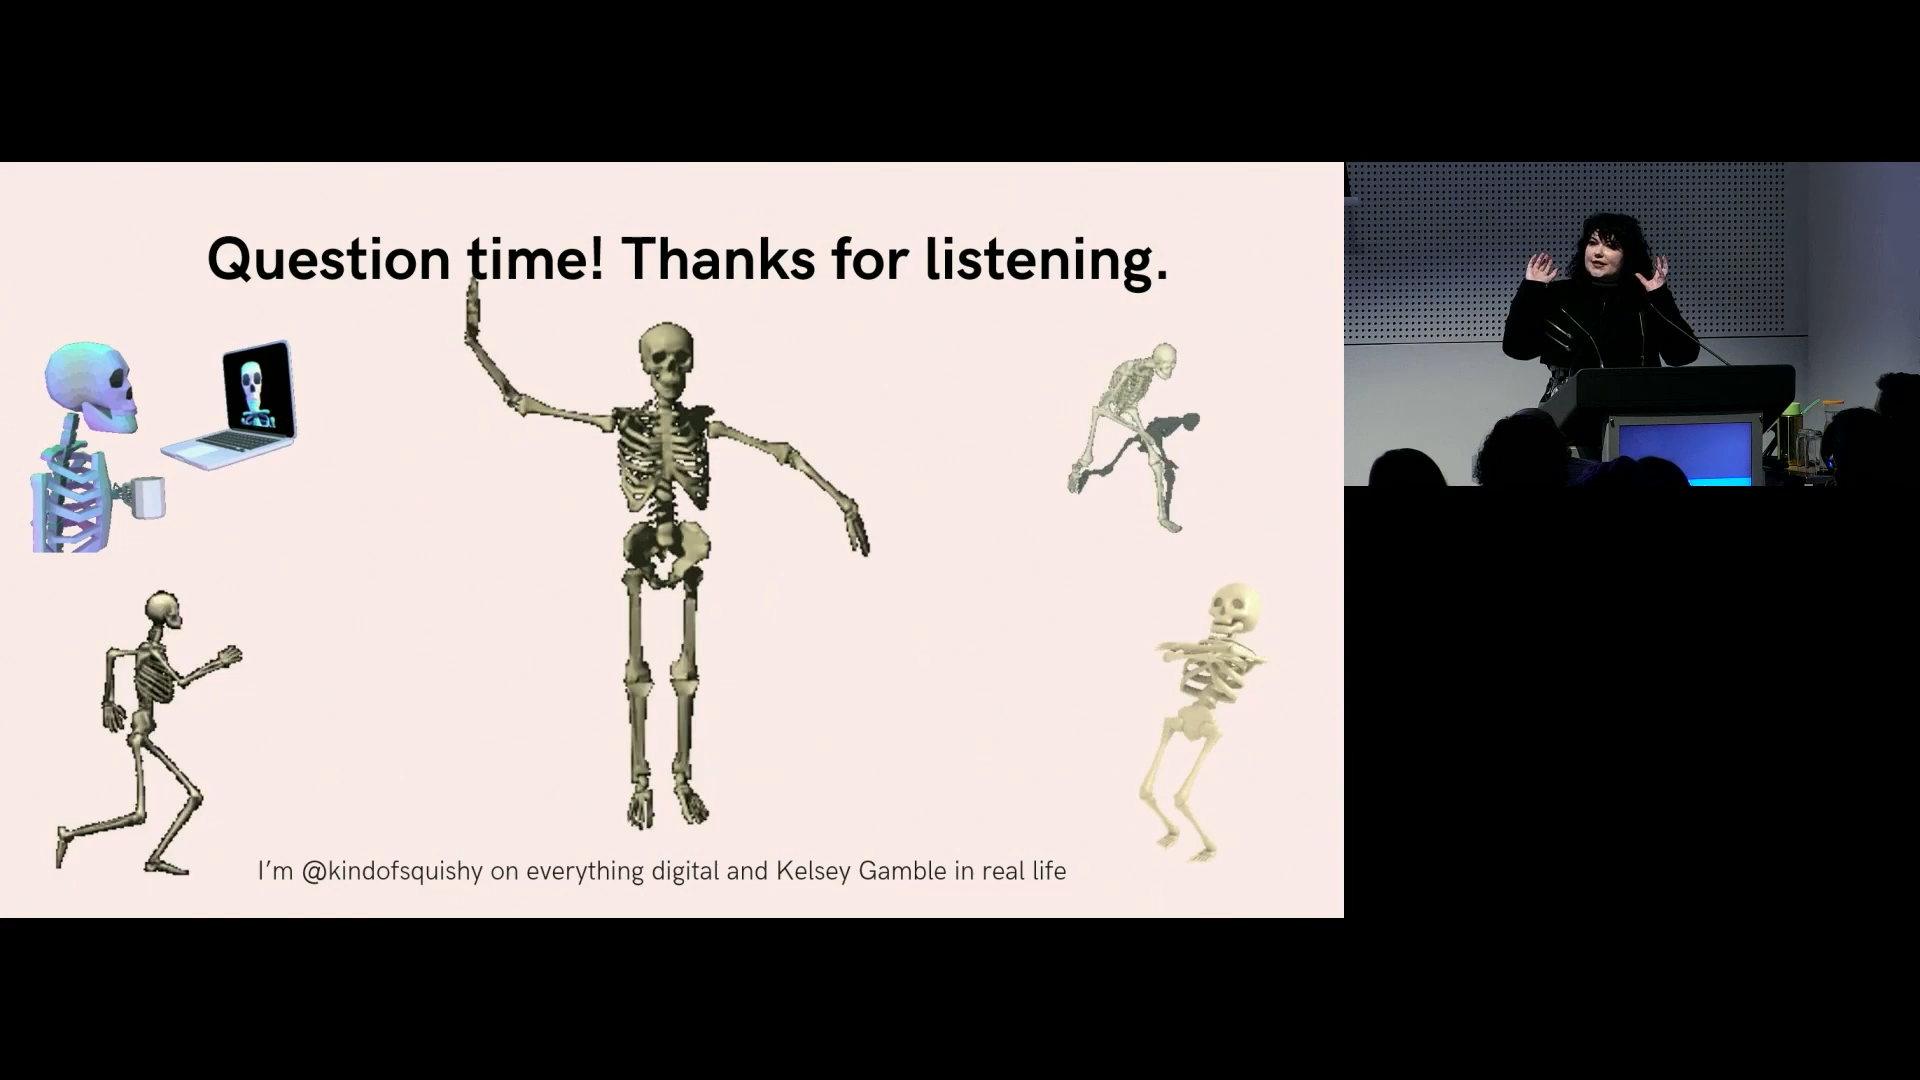 Question time! Thanks for listening.
I'm @kindofsquishy on everything digital and Kelsey Gamble in real life